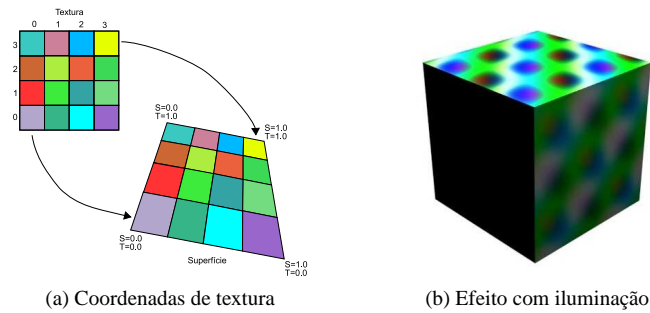 Textura
0 1 2 3
3
2
1
0
S=0.0
T=1.0
S=1.0
T=1.0
S=0.0
T=0.0
Superfície
S=1.0
T=0.0
(a) Coordenadas de textura
(b) Efeito com iluminação